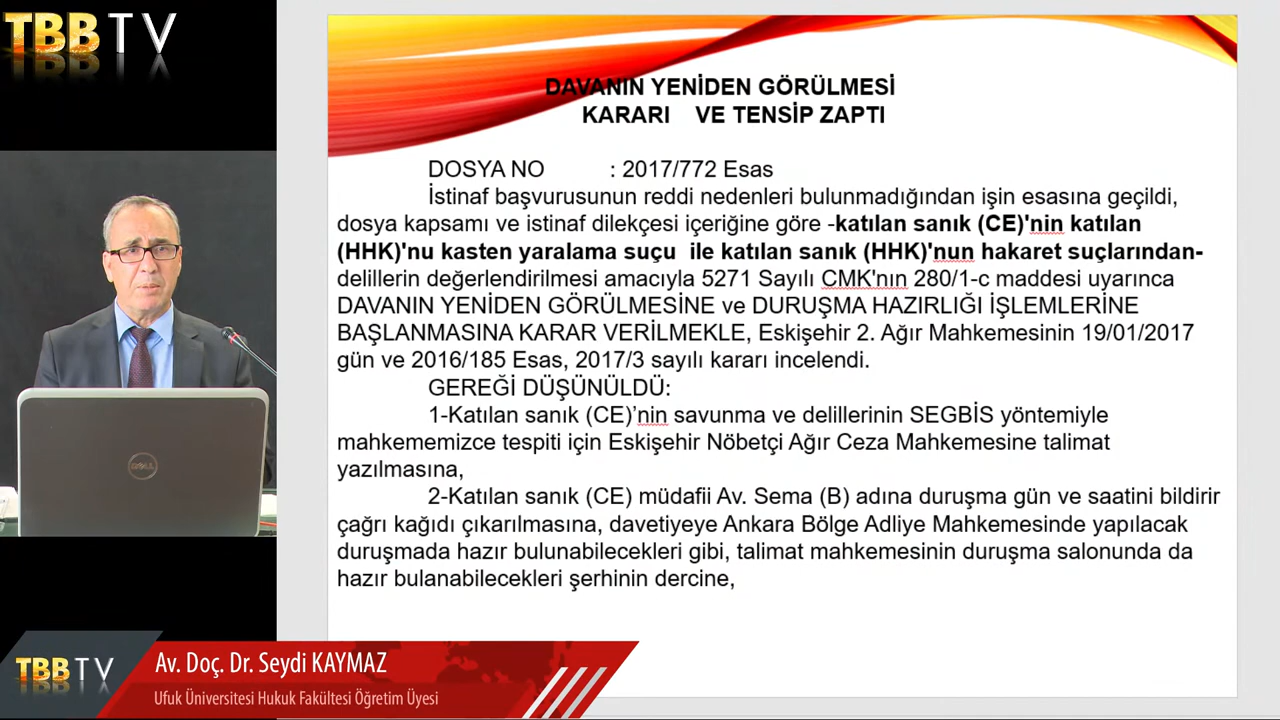 TBB TV
DAVANIN YENİDEN GÖRÜLMESİ
KARARI VE TENSİP ZAPTI
DOSYA NO : 2017/772 Esas
İstinaf başvurusunun reddi nedenleri bulunmadığından işin esasına geçildi,
dosya kapsamı ve istinaf dilekçesi içeriğine göre -katılan sanık (CE)'nin katılan
(HHK)'nu kasten yaralama suçu ile katılan sanık (HHK)'nun hakaret suçlarından-
delillerin değerlendirilmesi amacıyla 5271 Sayılı CMK'nın 280/1-c maddesi uyarınca
DAVANIN YENİDEN GÖRÜLMESİNE ve DURUŞMA HAZIRLIĞI İŞLEMLERİNE
BAŞLANMASINA KARAR VERİLMEKLE, Eskişehir 2. Ağır Mahkemesinin 19/01/2017
gün ve 2016/185 Esas, 2017/3 sayılı kararı incelendi.
GEREĞİ DÜŞÜNÜLDÜ:
1-Katılan sanık (CE)’nin savunma ve delillerinin SEGBİS yöntemiyle
mahkememizce tespiti için Eskişehir Nöbetçi Ağır Ceza Mahkemesine talimat
yazılmasına,
2-Katılan sanık (CE) müdafii Av. Sema (B) adına duruşma gün ve saatini bildirir
çağrı kağıdı çıkarılmasına, davetiyeye Ankara Bölge Adliye Mahkemesinde yapılacak
duruşmada hazır bulunabilecekleri gibi, talimat mahkemesinin duruşma salonunda da
hazır bulanabilecekleri şerhinin dercine,
DELL
TBB TV
Av. Doç. Dr. Seydi KAYMAZ
Ufuk Üniversitesi Hukuk Fakültesi Öğretim Üyesi